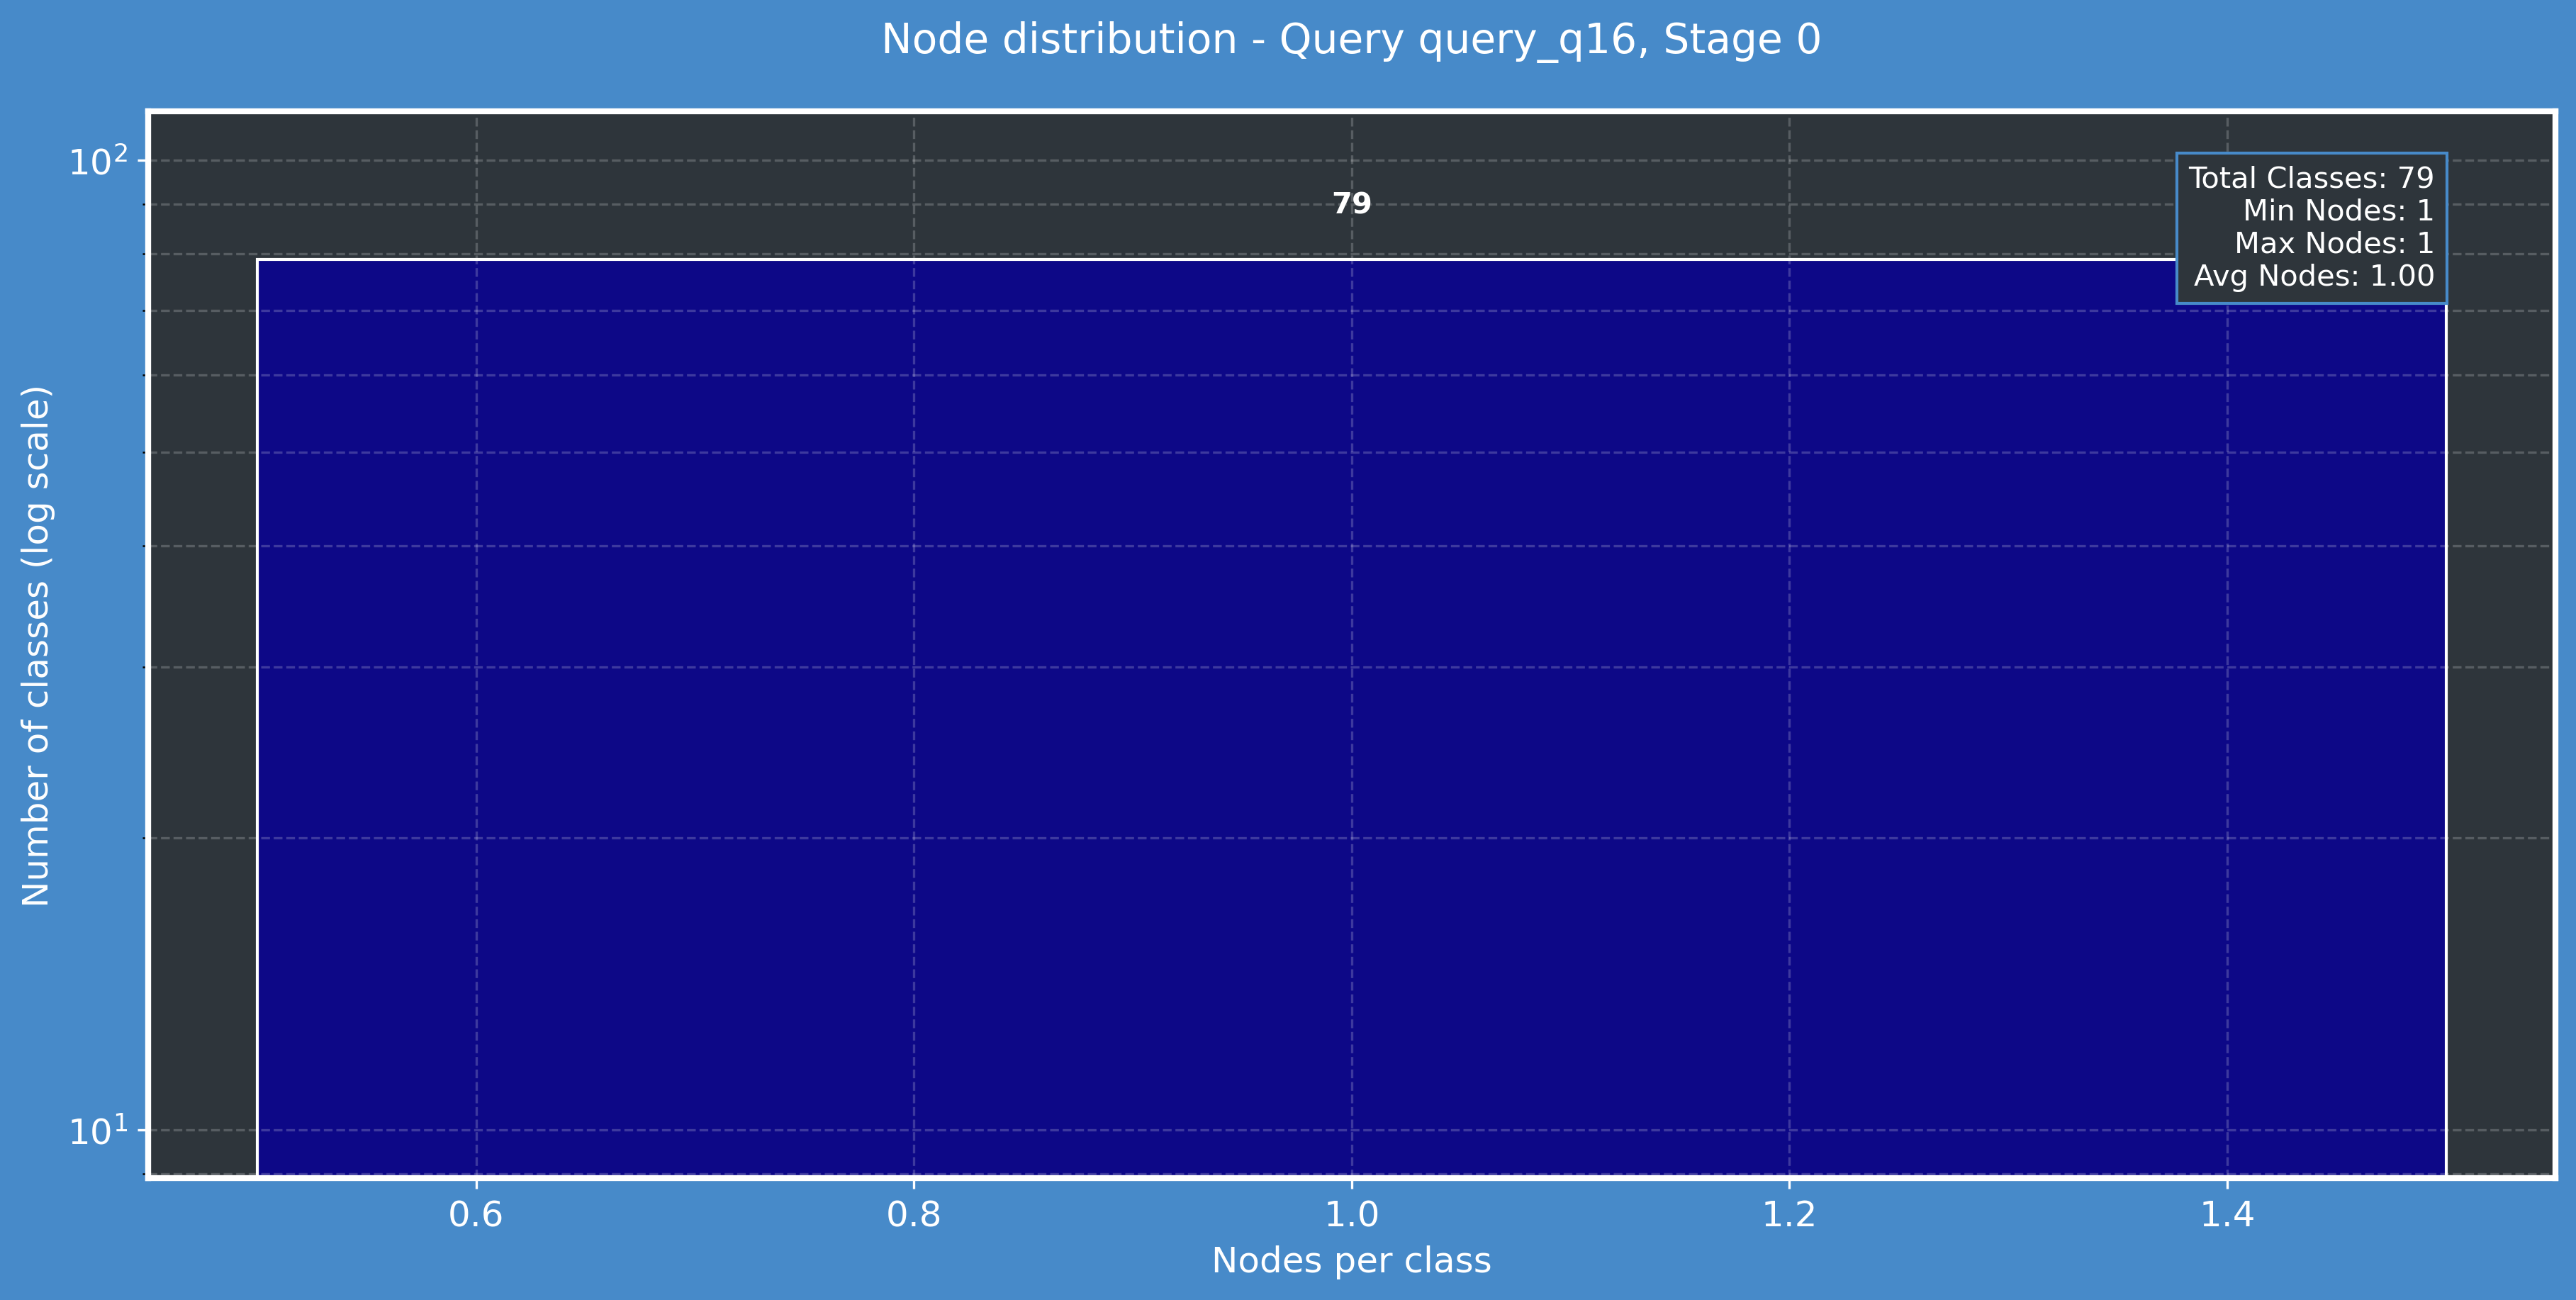 Node distribution - Query query_q16, Stage 0
10²
79
Total Classes: 79
Min Nodes: 1
Max Nodes: 1
Avg Nodes: 1.00
Number of classes (log scale)
10¹
0.6 0.8 1.0 1.2 1.4
Nodes per class